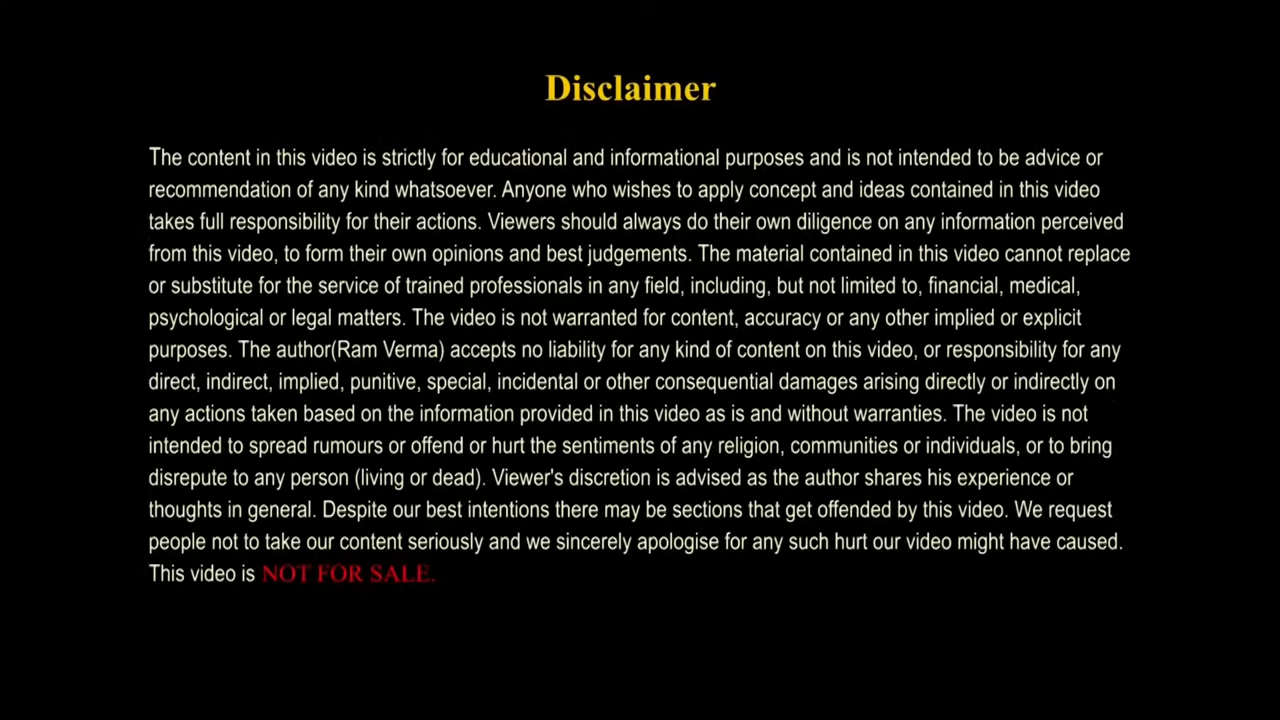 Disclaimer
The content in this video is strictly for educational and informational purposes and is not intended to be advice or
recommendation of any kind whatsoever. Anyone who wishes to apply concept and ideas contained in this video
takes full responsibility for their actions. Viewers should always do their own diligence on any information perceived
from this video, to form their own opinions and best judgements. The material contained in this video cannot replace
or substitute for the service of trained professionals in any field, including, but not limited to, financial, medical,
psychological or legal matters. The video is not warranted for content, accuracy or any other implied or explicit
purposes. The author(Ram Verma) accepts no liability for any kind of content on this video, or responsibility for any
direct, indirect, implied, punitive, special, incidental or other consequential damages arising directly or indirectly on
any actions taken based on the information provided in this video as is and without warranties. The video is not
intended to spread rumours or offend or hurt the sentiments of any religion, communities or individuals, or to bring
disrepute to any person (living or dead). Viewer's discretion is advised as the author shares his experience or
thoughts in general. Despite our best intentions there may be sections that get offended by this video. We request
people not to take our content seriously and we sincerely apologise for any such hurt our video might have caused.
This video is NOT FOR SALE.